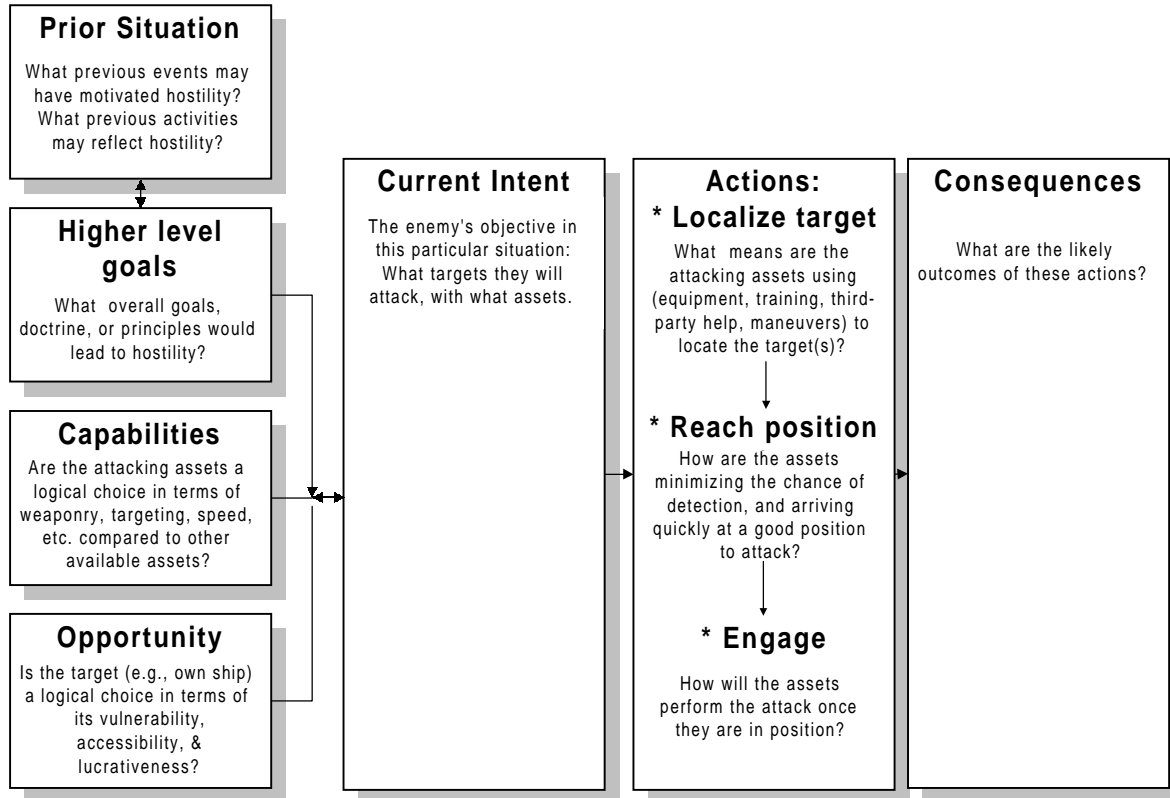 Prior Situation
What previous events may
have motivated hostility?
What previous activities
may reflect hostility?
Higher level
goals
What overall goals,
doctrine, or principles would
lead to hostility?
Capabilities
Are the attacking assets a
logical choice in terms of
weaponry, targeting, speed,
etc. compared to other
available assets?
Opportunity
Is the target (e.g., own ship)
a logical choice in terms of
its vulnerability,
accessibility, &
lucrativeness?
Current Intent
The enemy's objective in
this particular situation:
What targets they will
attack, with what assets.
Actions:
* Localize target
What means are the
attacking assets using
(equipment, training, third-
party help, maneuvers) to
locate the target(s)?
* Reach position
How are the assets
minimizing the chance of
detection, and arriving
quickly at a good position
to attack?
* Engage
How will the assets
perform the attack once
they are in position?
Consequences
What are the likely
outcomes of these actions?